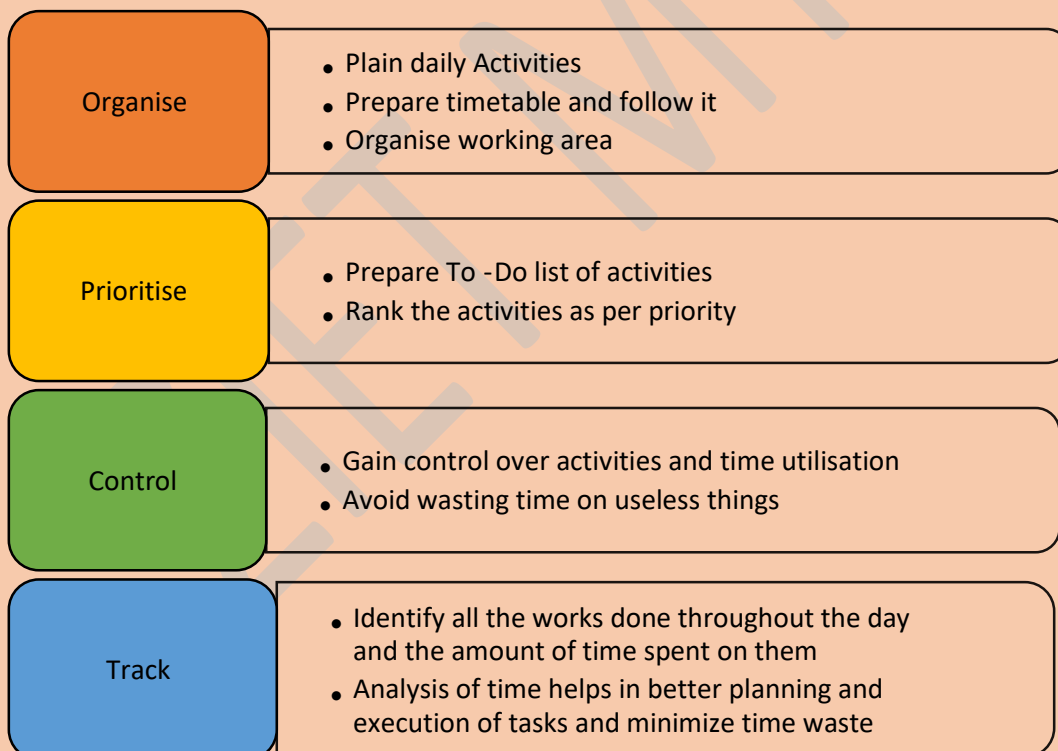 Organise
• Plain daily Activities
• Prepare timetable and follow it
• Organise working area
Prioritise
• Prepare To -Do list of activities
• Rank the activities as per priority
Control
• Gain control over activities and time utilisation
• Avoid wasting time on useless things
Track
• Identify all the works done throughout the day
and the amount of time spent on them
• Analysis of time helps in better planning and
execution of tasks and minimize time waste